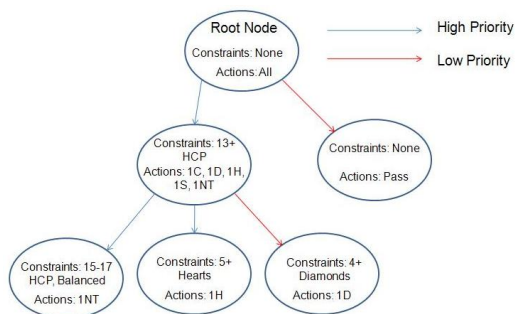 Root Node
Constraints: None
Actions: All
High Priority
Low Priority
Constraints: 13+
HCP
Actions: 1C, 1D, 1H,
1S, 1NT
Constraints: None
Actions: Pass
Constraints: 15-17
HCP, Balanced
Actions: 1NT
Constraints: 5+
Hearts
Actions: 1H
Constraints: 4+
Diamonds
Actions: 1D